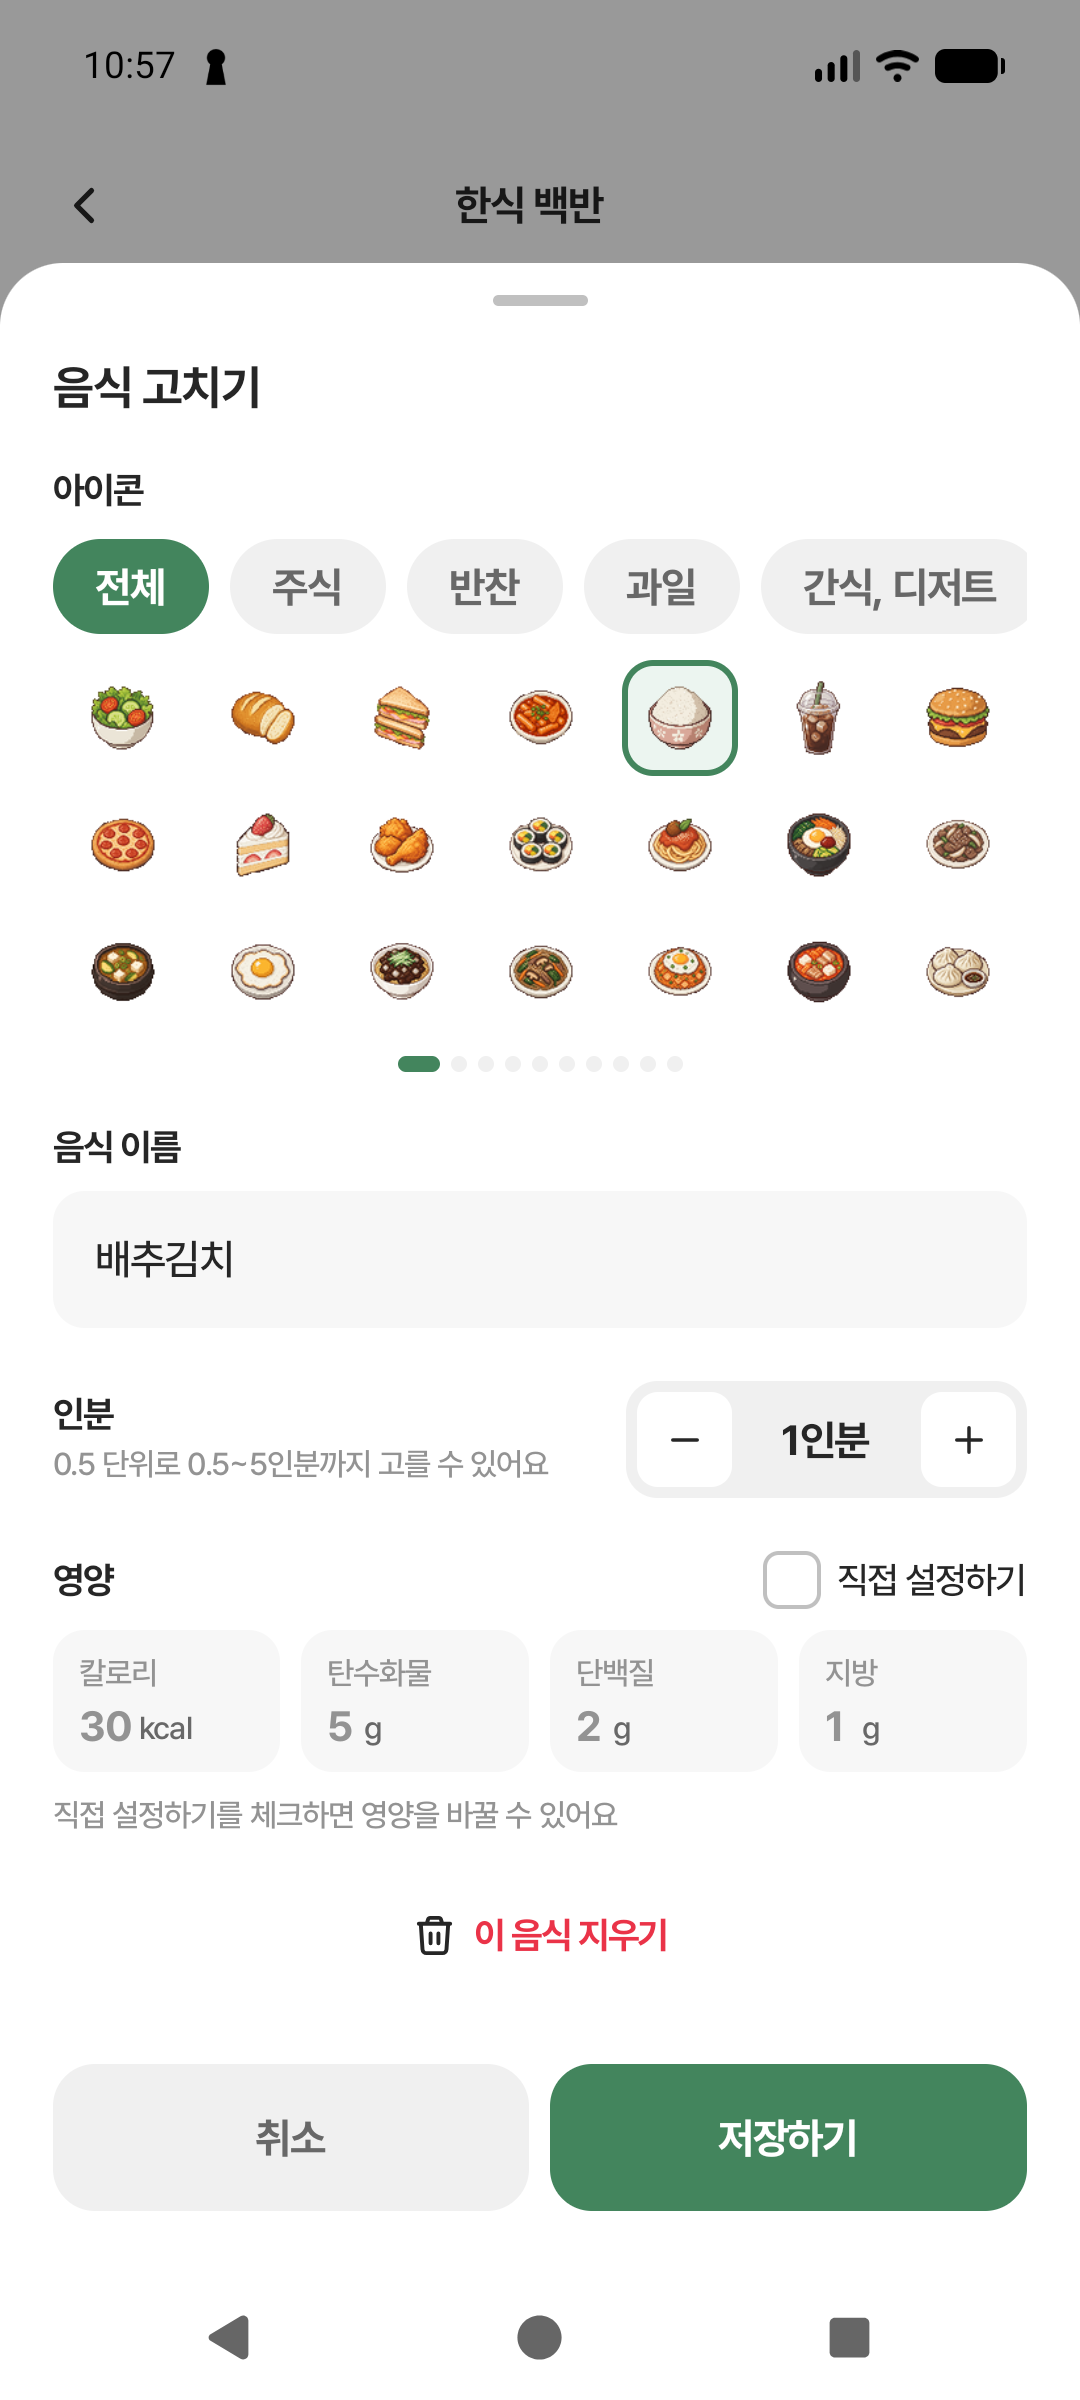 10:57
한식 백반
음식 고치기
아이콘
전체 주식 반찬 과일 간식, 디저트
음식 이름
배추김치
인분
0.5 단위로 0.5~5인분까지 고를 수 있어요
1인분
영양
직접 설정하기
칼로리 탄수화물 단백질 지방
30 kcal 5 g 2 g 1 g
직접 설정하기를 체크하면 영양을 바꿀 수 있어요
이 음식 지우기
취소 저장하기